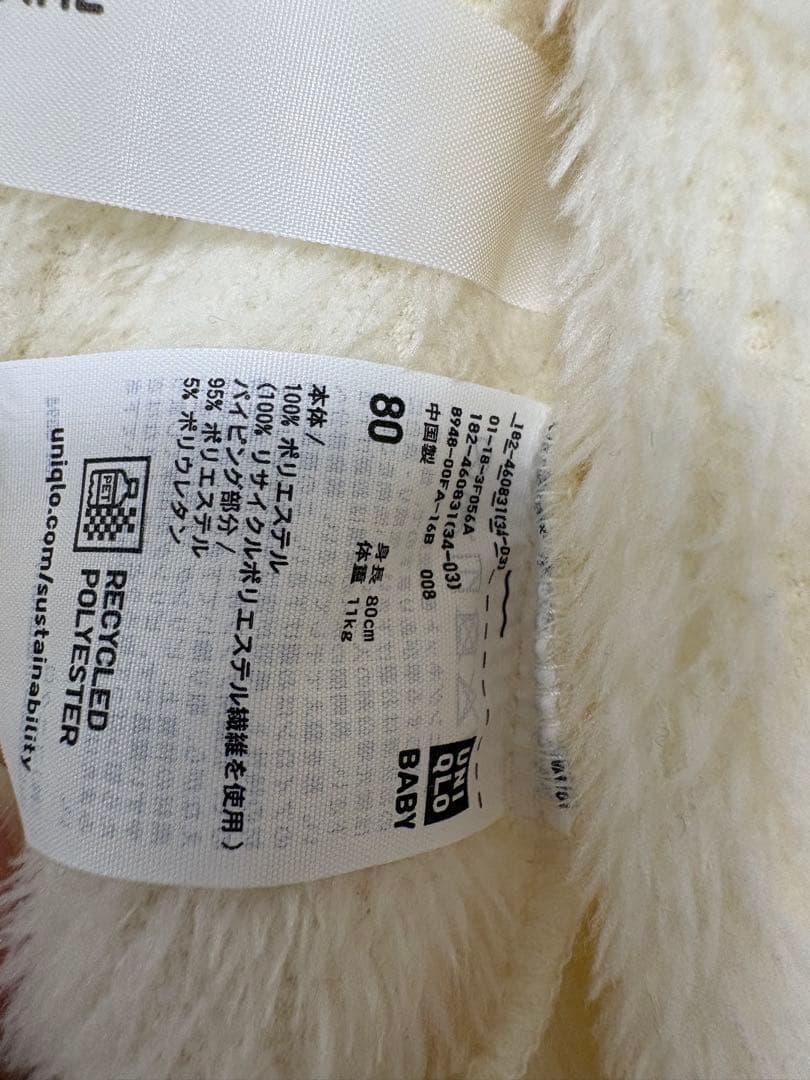 182-460831(34-03)
01-18-3F056A
182-460831(34-03)
8948-00FA-16B 008
中国製
UNI
QLO
BABY
80
身長 80cm
体重 11kg
本体/
100% ポリエステル
(100% リサイクルポリエステル繊維を使用)
パイピング部分/
95% ポリエステル
5% ポリウレタン
PET
RECYCLED
POLYESTER
uniqlo.com/sustainability